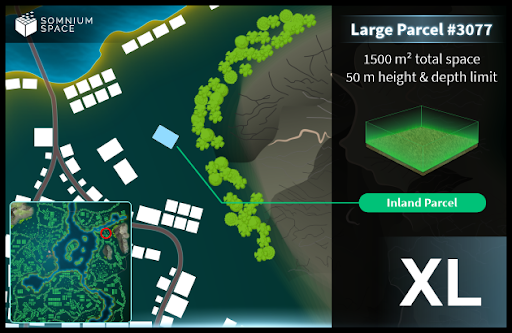 SOMNIUM
SPACE
Large Parcel #3077
1500 m² total space
50 m height & depth limit
Inland Parcel
XL